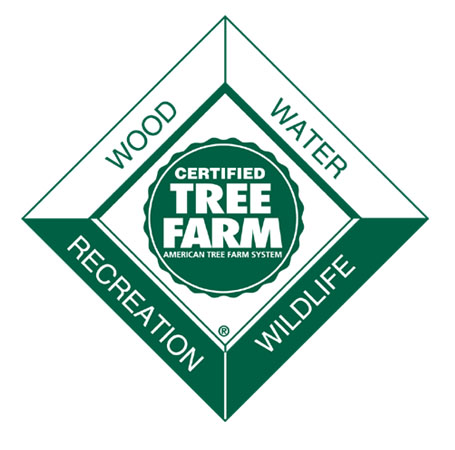 WOOD
WATER
CERTIFIED
TREE
FARM
AMERICAN TREE FARM SYSTEM
®
RECREATION
WILDLIFE